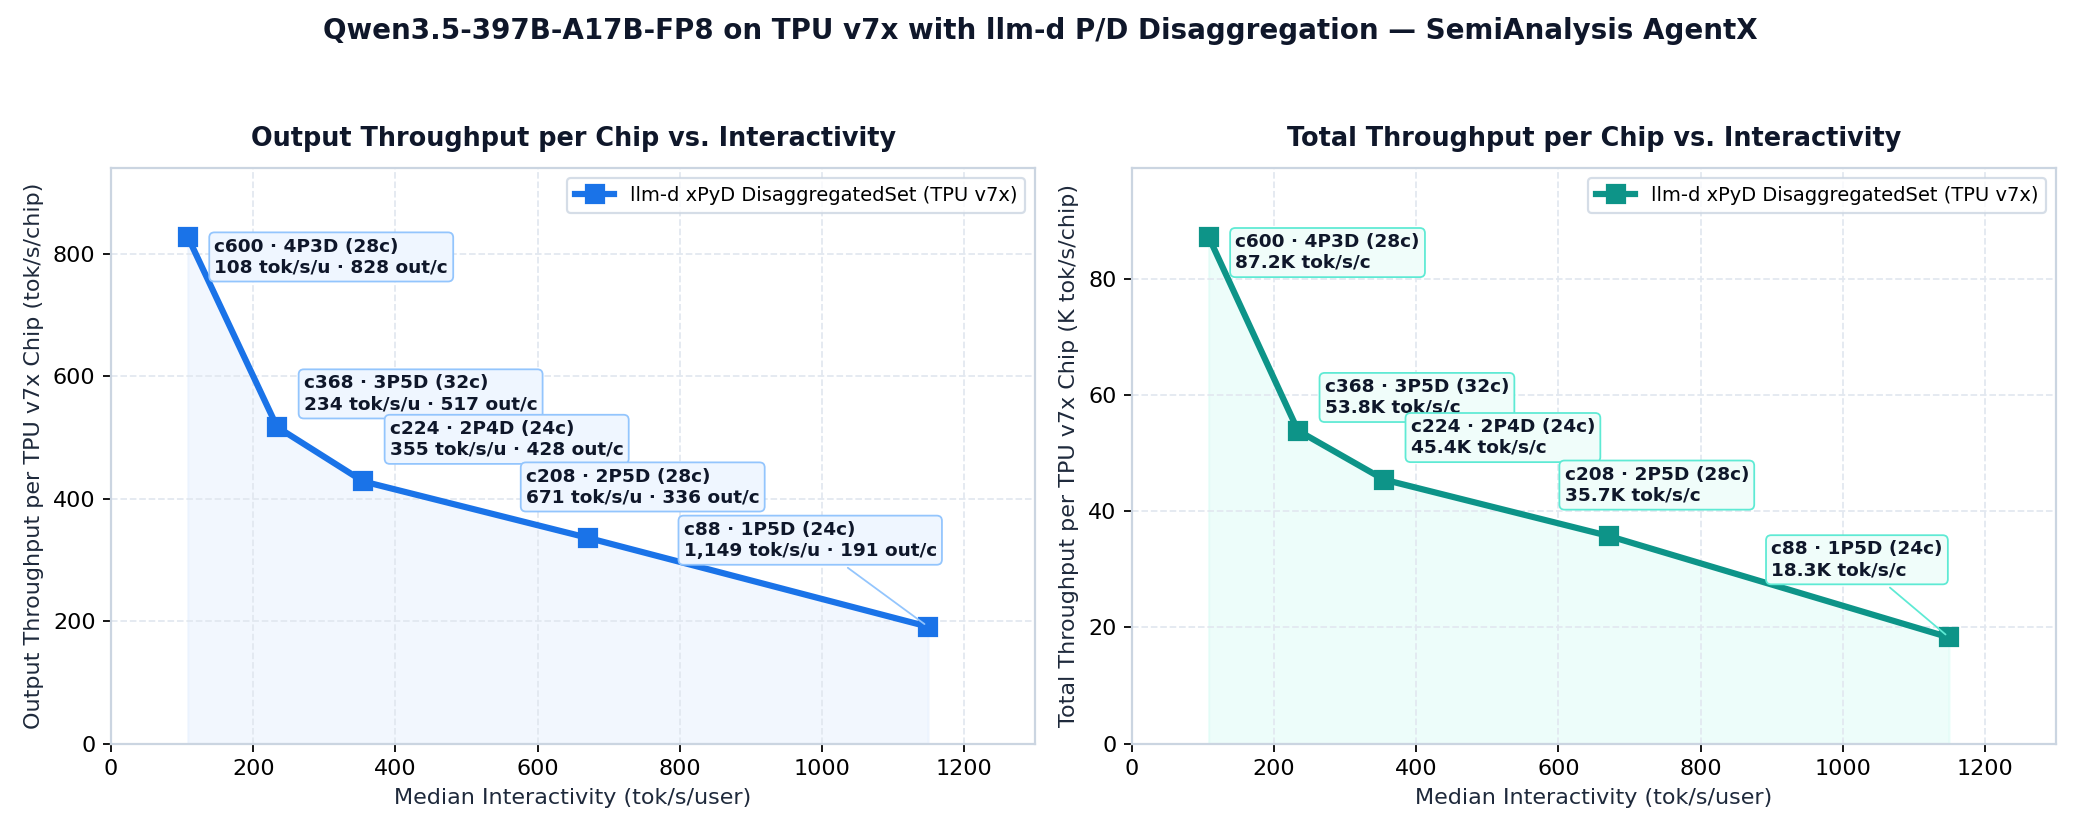 Qwen3.5-397B-A17B-FP8 on TPU v7x with llm-d P/D Disaggregation — SemiAnalysis AgentX
Output Throughput per Chip vs. Interactivity
Output Throughput per TPU v7x Chip (tok/s/chip)
800
600
400
200
0
llm-d xPyD DisaggregatedSet (TPU v7x)
c600 · 4P3D (28c)
108 tok/s/u · 828 out/c
c368 · 3P5D (32c)
234 tok/s/u · 517 out/c
c224 · 2P4D (24c)
355 tok/s/u · 428 out/c
c208 · 2P5D (28c)
671 tok/s/u · 336 out/c
c88 · 1P5D (24c)
1,149 tok/s/u · 191 out/c
0 200 400 600 800 1000 1200
Median Interactivity (tok/s/user)
Total Throughput per Chip vs. Interactivity
Total Throughput per TPU v7x Chip (K tok/s/chip)
80
60
40
20
0
llm-d xPyD DisaggregatedSet (TPU v7x)
c600 · 4P3D (28c)
87.2K tok/s/c
c368 · 3P5D (32c)
53.8K tok/s/c
c224 · 2P4D (24c)
45.4K tok/s/c
c208 · 2P5D (28c)
35.7K tok/s/c
c88 · 1P5D (24c)
18.3K tok/s/c
0 200 400 600 800 1000 1200
Median Interactivity (tok/s/user)